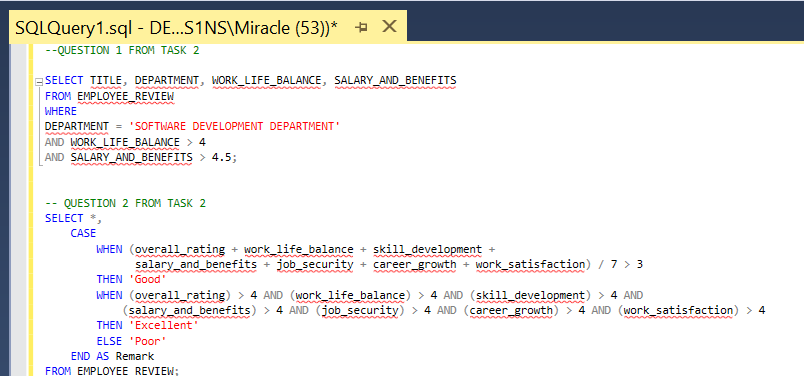 SQLQuery1.sql - DE...S1NS\Miracle (53))*
--QUESTION 1 FROM TASK 2
SELECT TITLE, DEPARTMENT, WORK_LIFE_BALANCE, SALARY_AND_BENEFITS
FROM EMPLOYEE_REVIEW
WHERE
DEPARTMENT = 'SOFTWARE DEVELOPMENT DEPARTMENT'
AND WORK_LIFE_BALANCE > 4
AND SALARY_AND_BENEFITS > 4.5;
-- QUESTION 2 FROM TASK 2
SELECT *,
CASE
WHEN (overall_rating + work_life_balance + skill_development +
salary_and_benefits + job_security + career_growth + work_satisfaction) / 7 > 3
THEN 'Good'
WHEN (overall_rating) > 4 AND (work_life_balance) > 4 AND (skill_development) > 4 AND
(salary_and_benefits) > 4 AND (job_security) > 4 AND (career_growth) > 4 AND (work_satisfaction) > 4
THEN 'Excellent'
ELSE 'Poor'
END AS Remark
FROM EMPLOYEE_REVIEW;